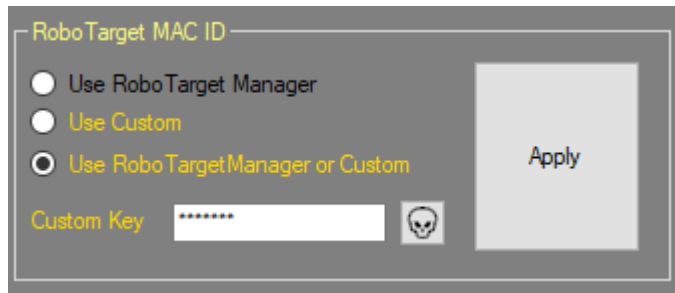 RoboTarget MAC ID
Use RoboTarget Manager
Use Custom
Use RoboTargetManager or Custom
Apply
Custom Key *******